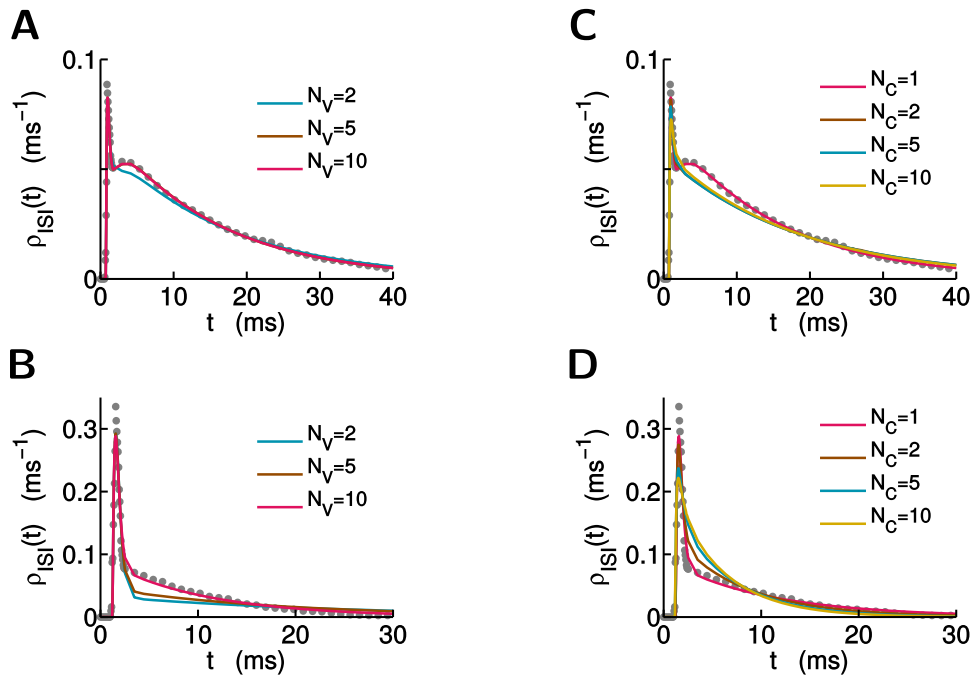 A
ρISI(t) (ms−1)
0.1
0
NV=2
NV=5
NV=10
0 10 20 30 40
t (ms)
C
ρISI(t) (ms−1)
0.1
0
NC=1
NC=2
NC=5
NC=10
0 10 20 30 40
t (ms)
B
ρISI(t) (ms−1)
0.3
0.2
0.1
0
NV=2
NV=5
NV=10
0 10 20 30
t (ms)
D
ρISI(t) (ms−1)
0.3
0.2
0.1
0
NC=1
NC=2
NC=5
NC=10
0 10 20 30
t (ms)